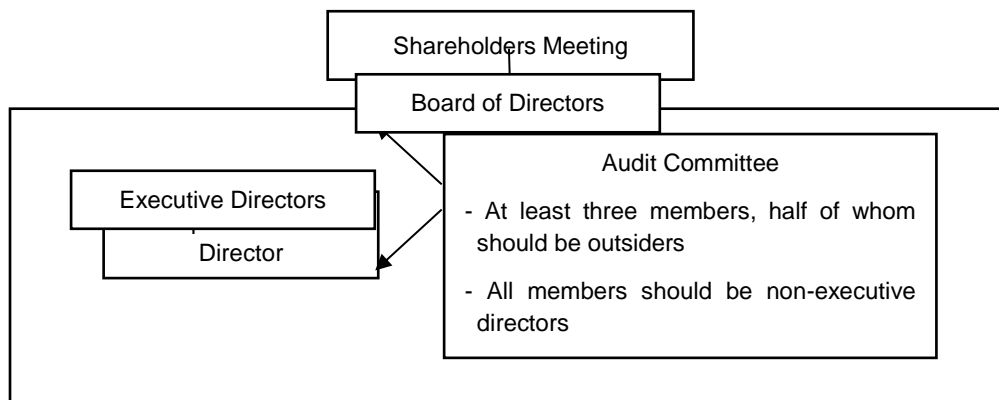 Shareholders Meeting
Board of Directors
Audit Committee
- At least three members, half of whom
should be outsiders
- All members should be non-executive
directors
Executive Directors
Director